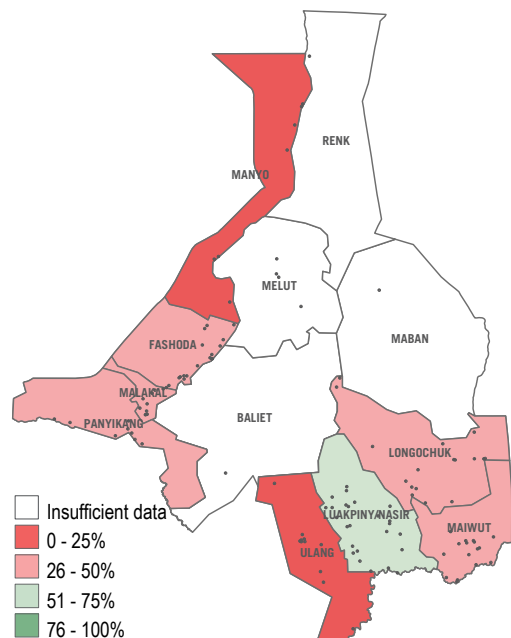 RENK
MANYO
MELUT
MABAN
FASHODA
MALAKAL
PANYIKANG
BALIET
LONGOCHUK
LUAKPINY/NASIR
MAIWUT
ULANG
Insufficient data
0 - 25%
26 - 50%
51 - 75%
76 - 100%